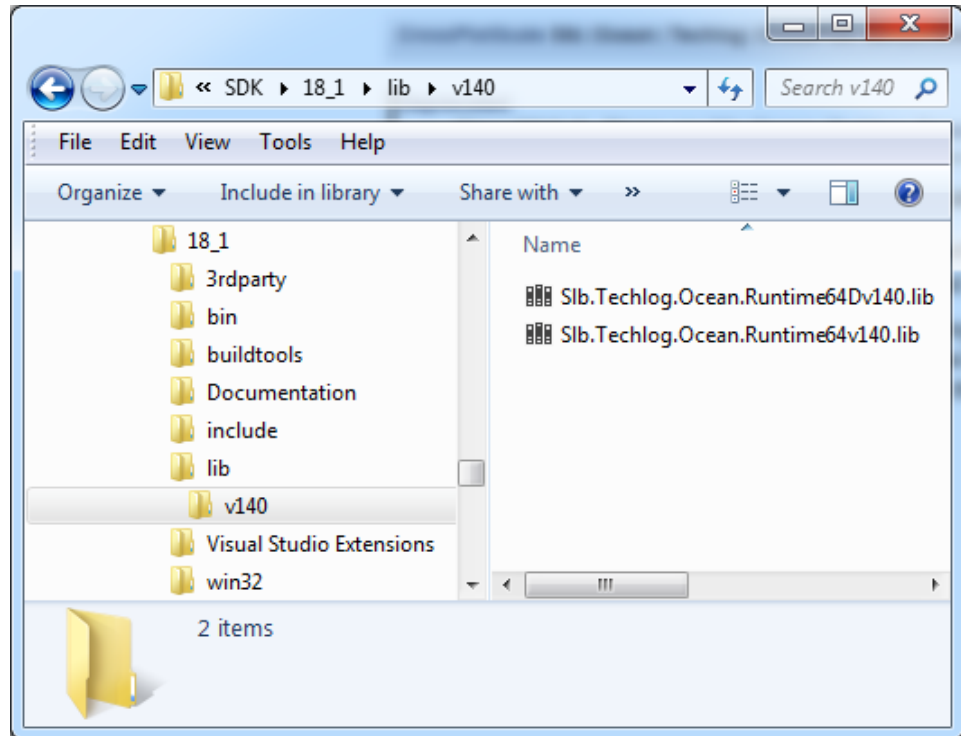 « SDK ▸ 18_1 ▸ lib ▸ v140
Search v140
File Edit View Tools Help
Organize Include in library Share with »
Name
18_1
3rdparty
bin
buildtools
Documentation
include
lib
v140
Visual Studio Extensions
win32
Slb.Techlog.Ocean.Runtime64Dv140.lib
Slb.Techlog.Ocean.Runtime64v140.lib
2 items